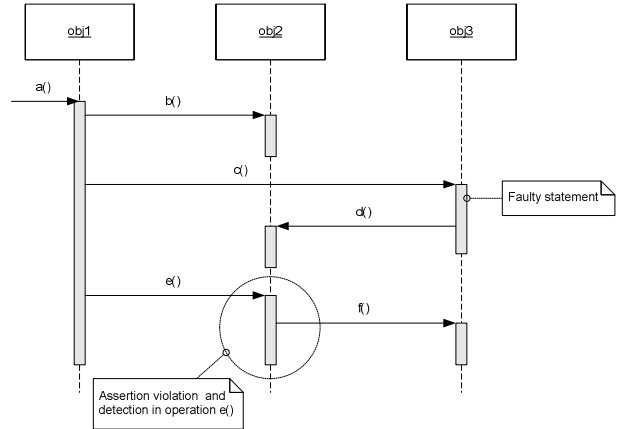 obj1
obj2
obj3
a()
b()
c()
Faulty statement
d()
e()
f()
Assertion violation and
detection in operation e()